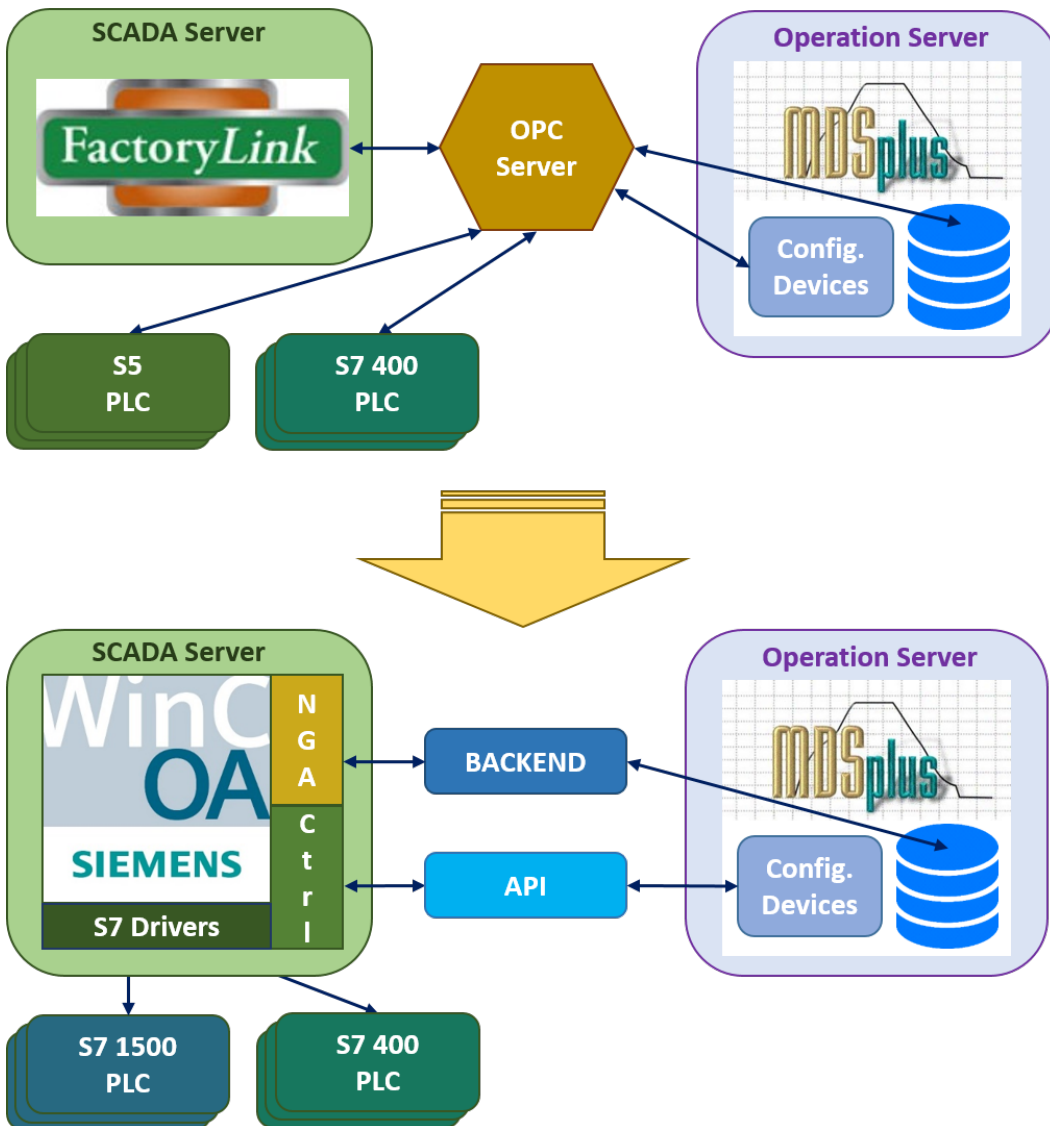 SCADA Server
FactoryLink
OPC
Server
Operation Server
MDSplus
Config.
Devices
S5
PLC
S7 400
PLC
SCADA Server
WinC
OA
SIEMENS
S7 Drivers
N
G
A
C
t
r
l
BACKEND
API
Operation Server
MDSplus
Config.
Devices
S7 1500
PLC
S7 400
PLC